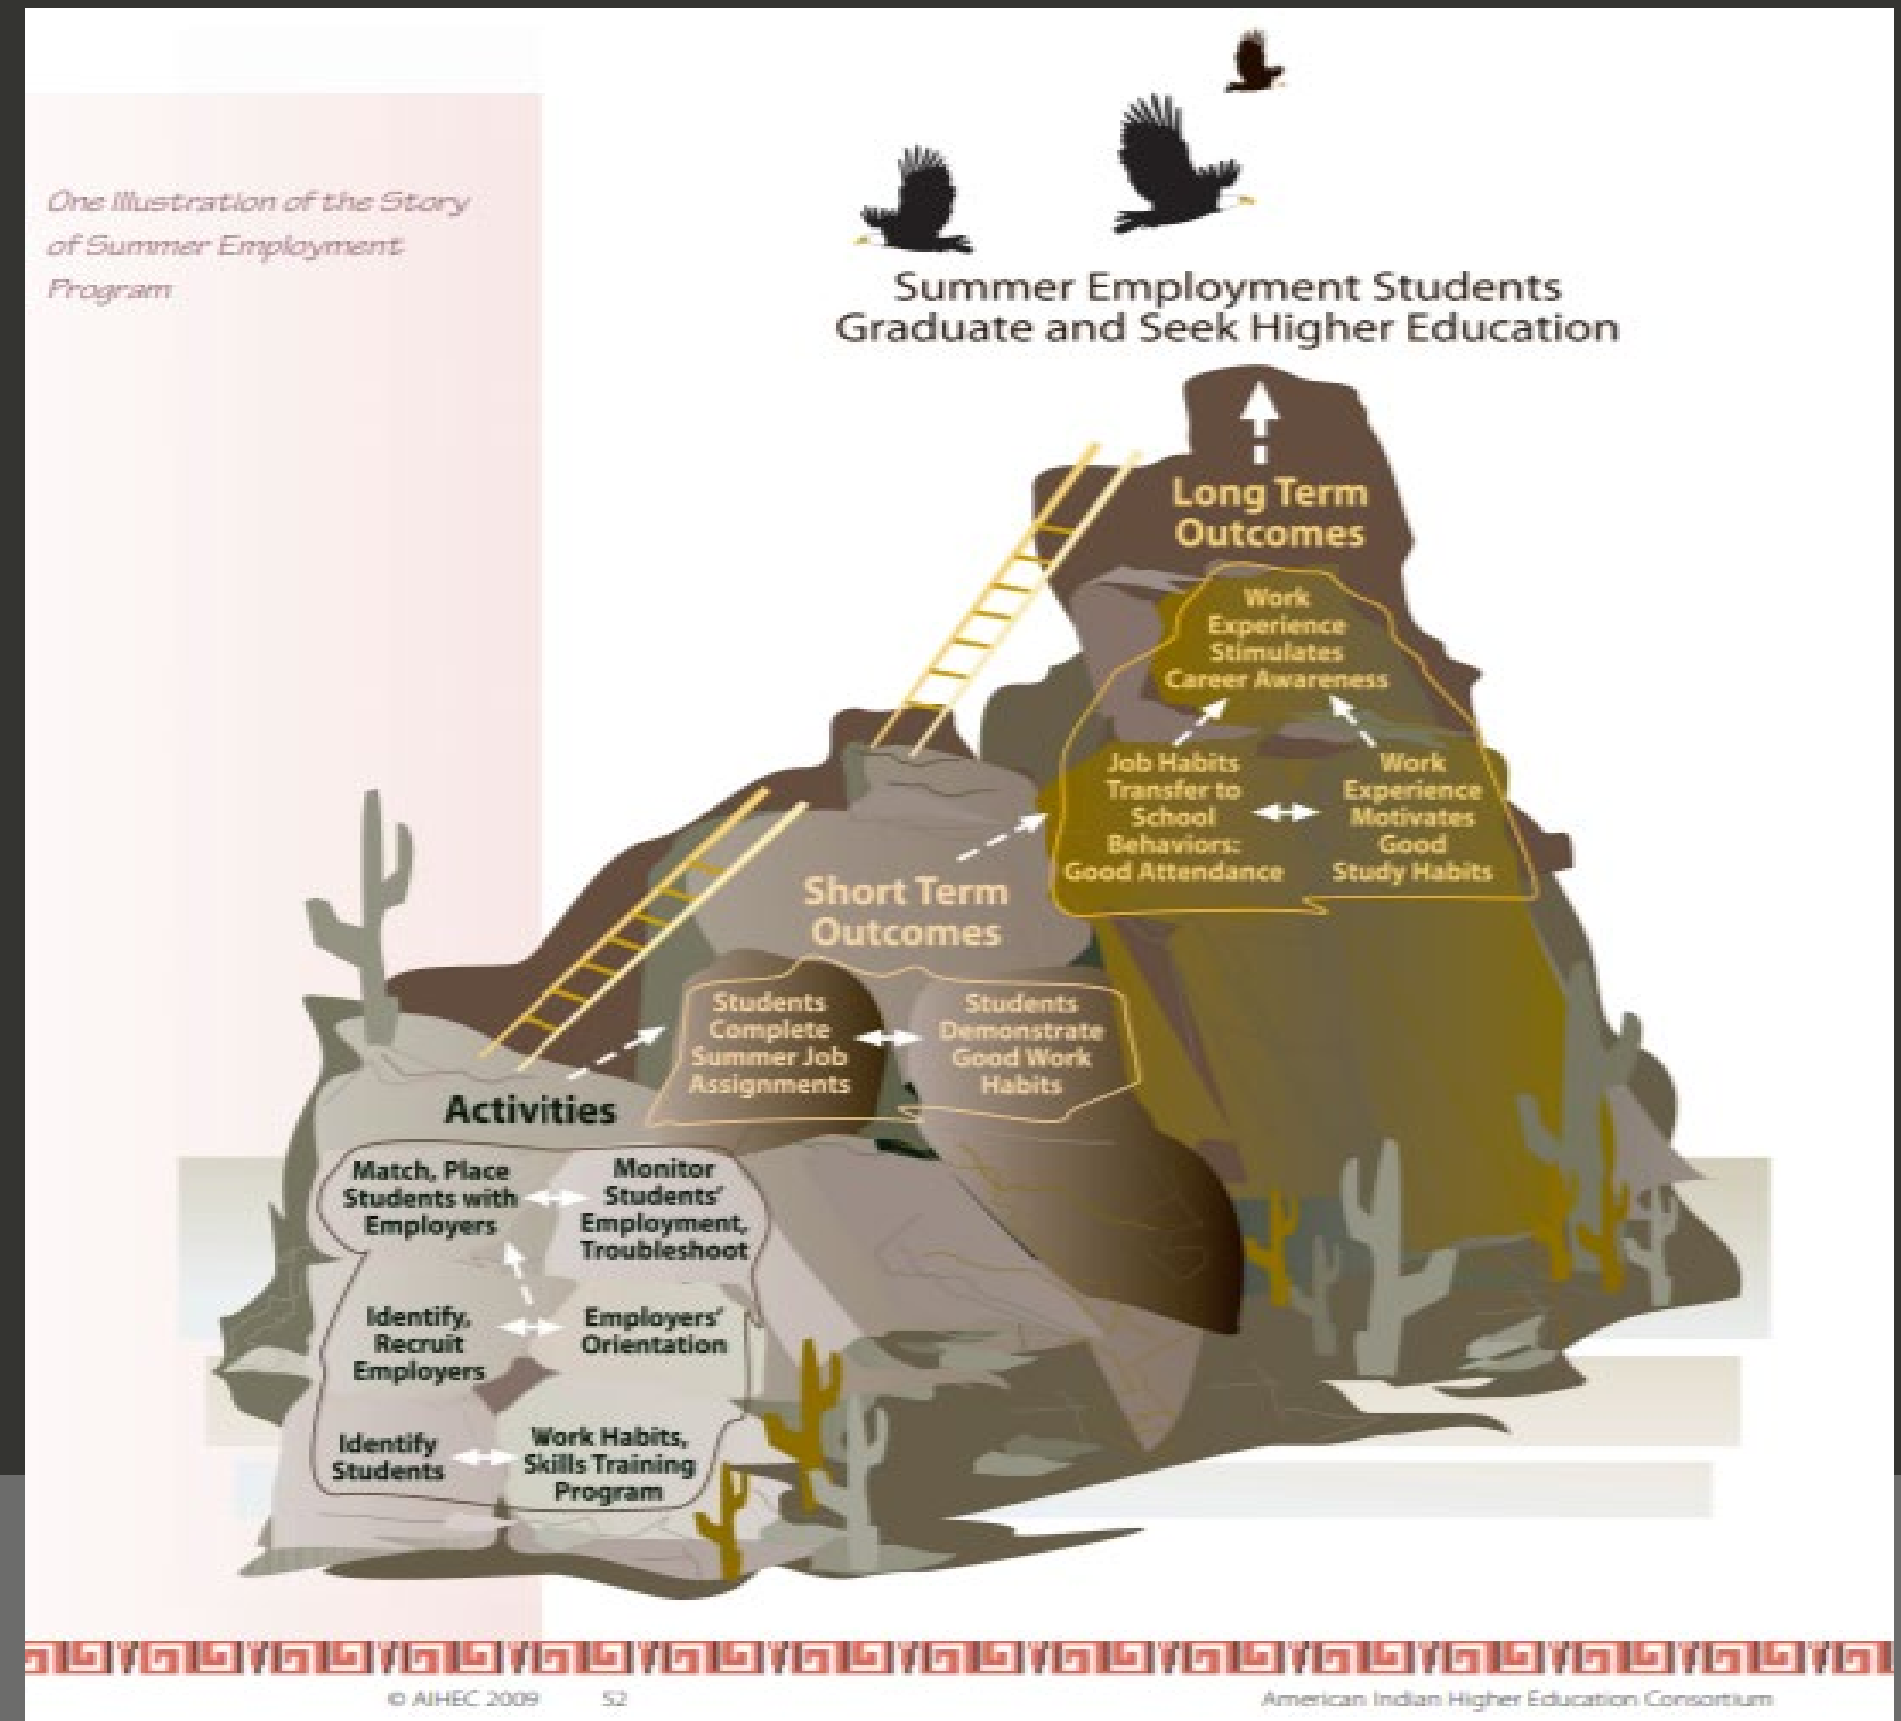 One Illustration of the Story
of Summer Employment
Program
Summer Employment Students
Graduate and Seek Higher Education
Long Term
Outcomes
Work
Experience
Stimulates
Career Awareness
Job Habits
Transfer to
School
Behaviors:
Good Attendance
Work
Experience
Motivates
Good
Study Habits
Short Term
Outcomes
Students
Complete
Summer Job
Assignments
Students
Demonstrate
Good Work
Habits
Activities
Match, Place
Students with
Employers
Monitor
Students'
Employment,
Troubleshoot
Identify,
Recruit
Employers
Employers'
Orientation
Identify
Students
Work Habits,
Skills Training
Program
© AIHEC 2009
52
American Indian Higher Education Consortium